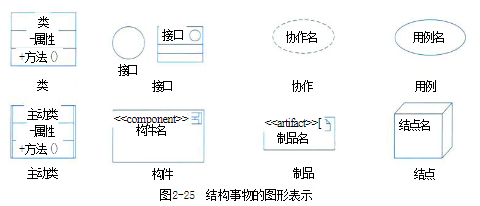 类
-属性
+方法()
类
接口
接口
接口
协作名
协作
用例名
用例
主动类
-属性
+方法()
主动类
<<component>>
构件名
构件
<<artifact>>[
制品名
制品
结点名
结点
图2-25 结构事物的图形表示